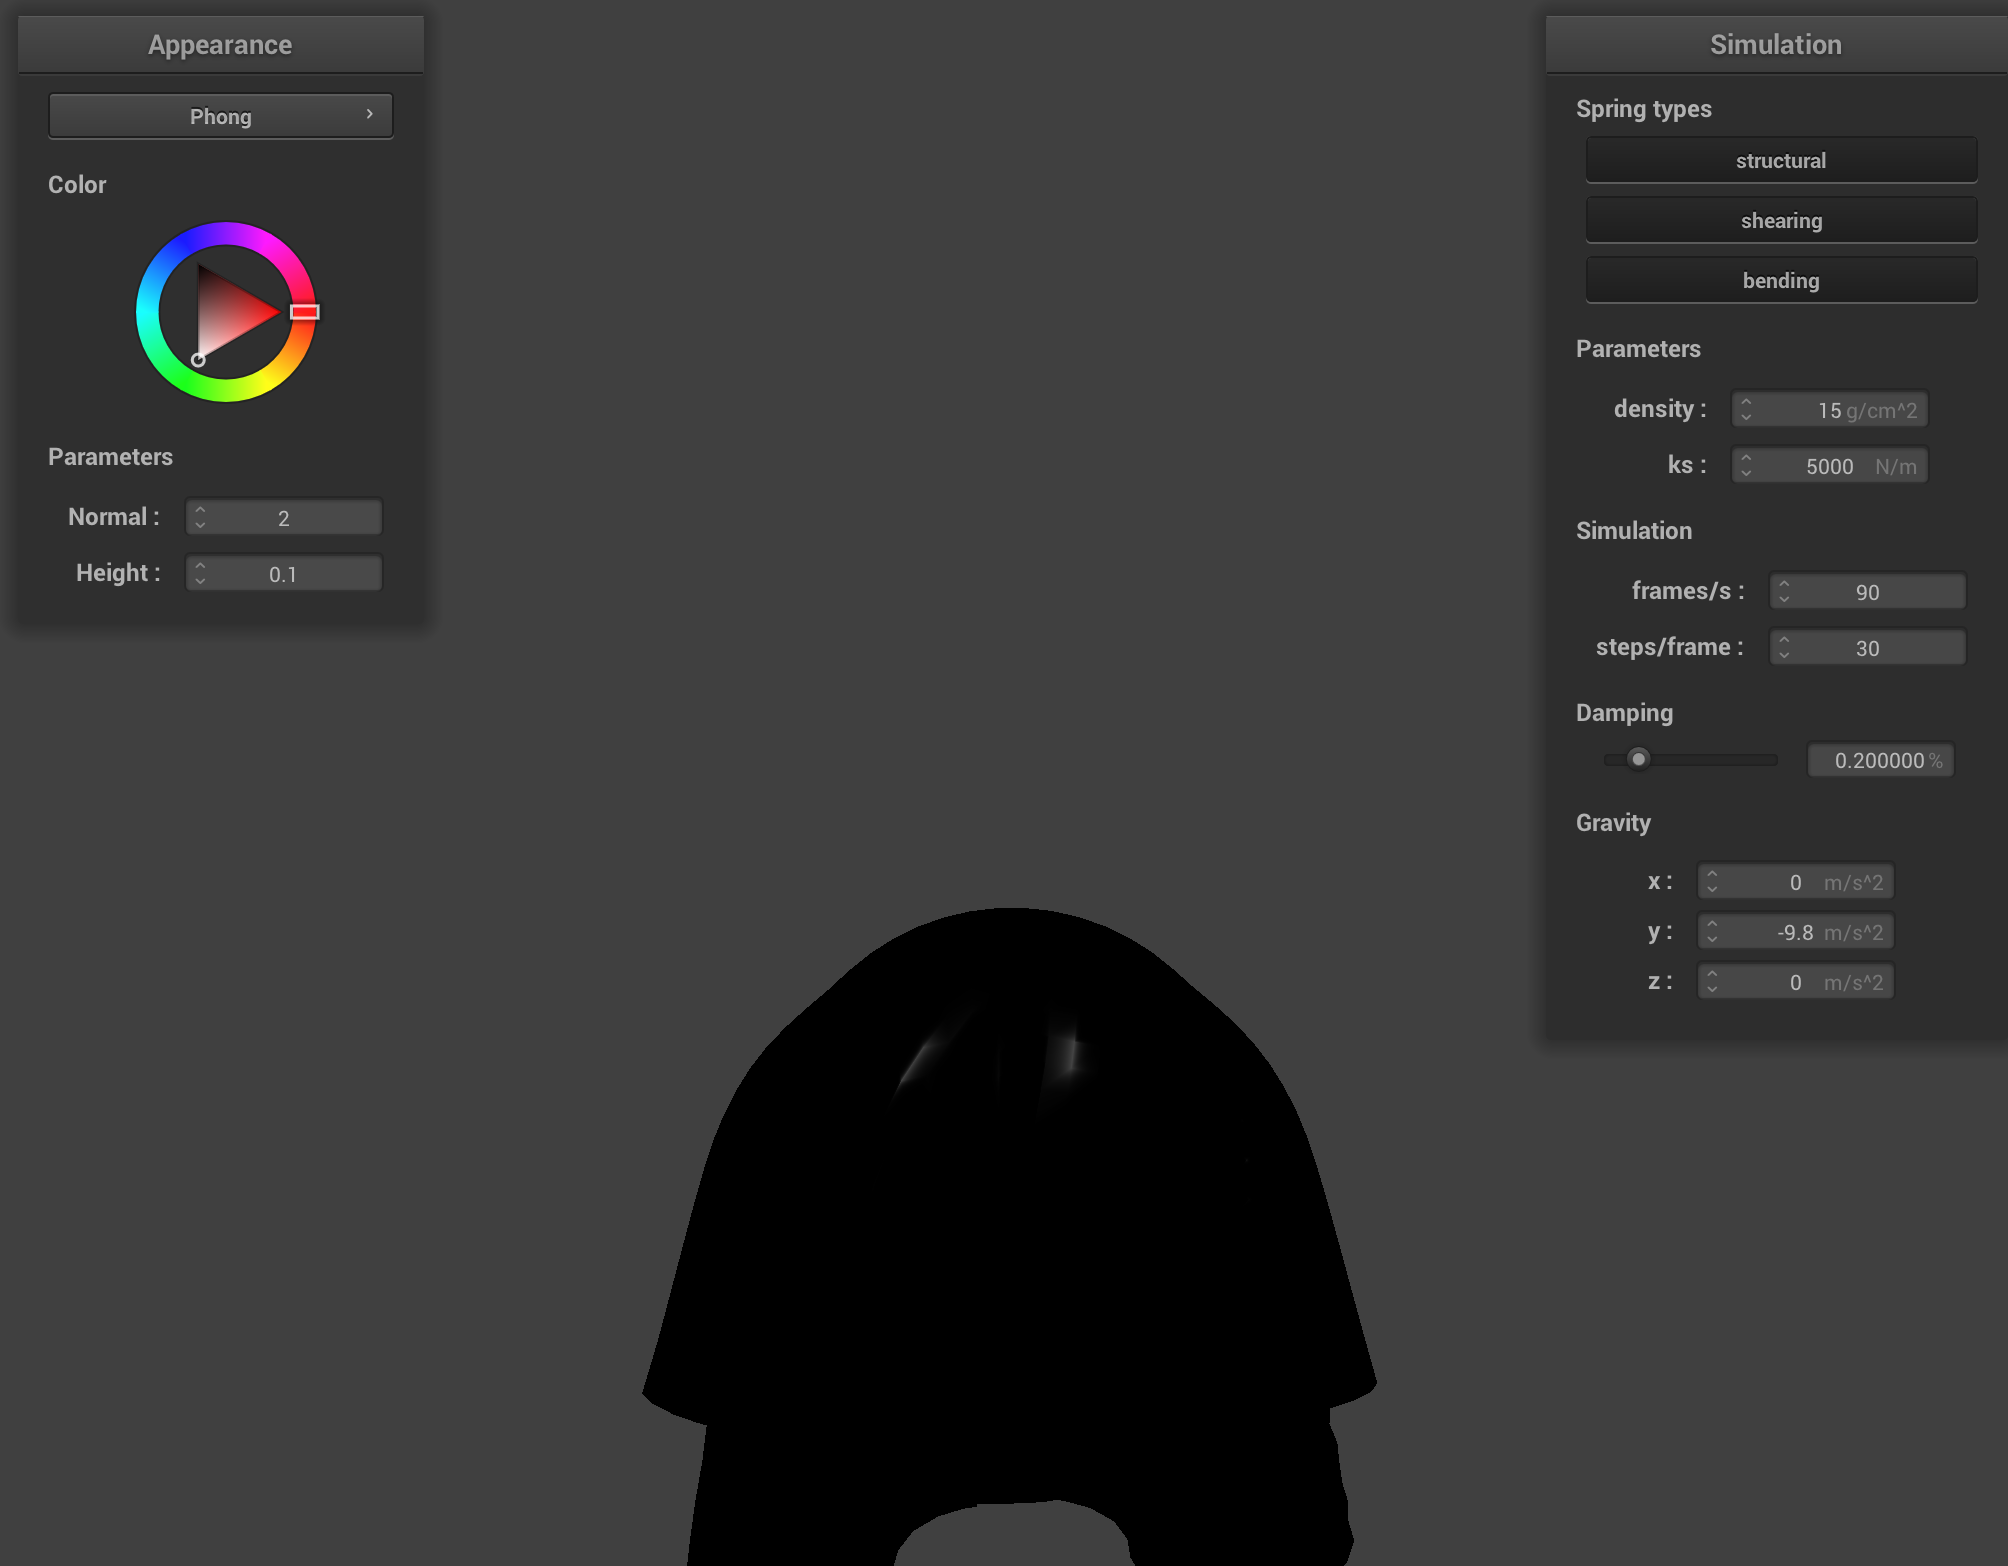 Appearance
Phong
Color
Parameters
Normal : 2
Height : 0.1
Simulation
Spring types
structural
shearing
bending
Parameters
density : 15 g/cm^2
ks : 5000 N/m
Simulation
frames/s : 90
steps/frame : 30
Damping
0.200000 %
Gravity
x : 0 m/s^2
y : -9.8 m/s^2
z : 0 m/s^2